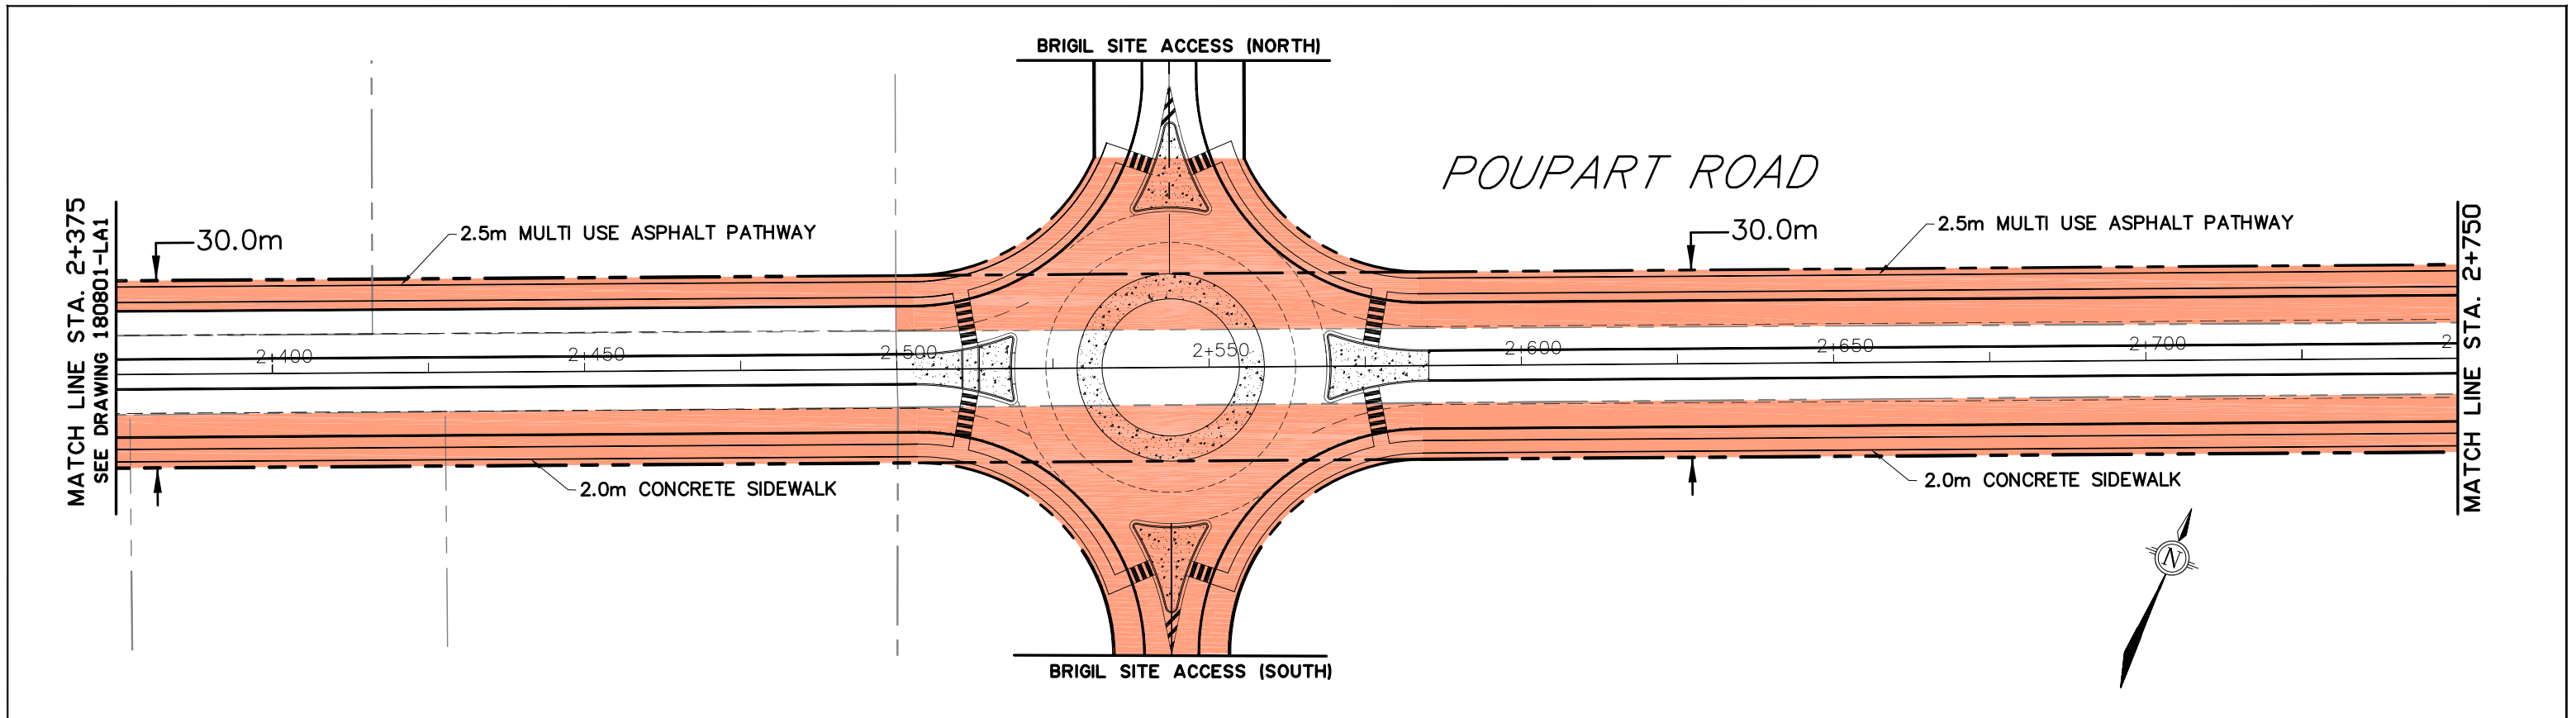 BRIGIL SITE ACCESS (NORTH)
POUPART ROAD
MATCH LINE STA. 2+375
SEE DRAWING 180801-LA1
30.0m
2.5m MULTI USE ASPHALT PATHWAY
30.0m
2.5m MULTI USE ASPHALT PATHWAY
MATCH LINE STA. 2+750
2+400
2+450
2+500
2+550
2+600
2+650
2+700
2
2.0m CONCRETE SIDEWALK
2.0m CONCRETE SIDEWALK
N
BRIGIL SITE ACCESS (SOUTH)